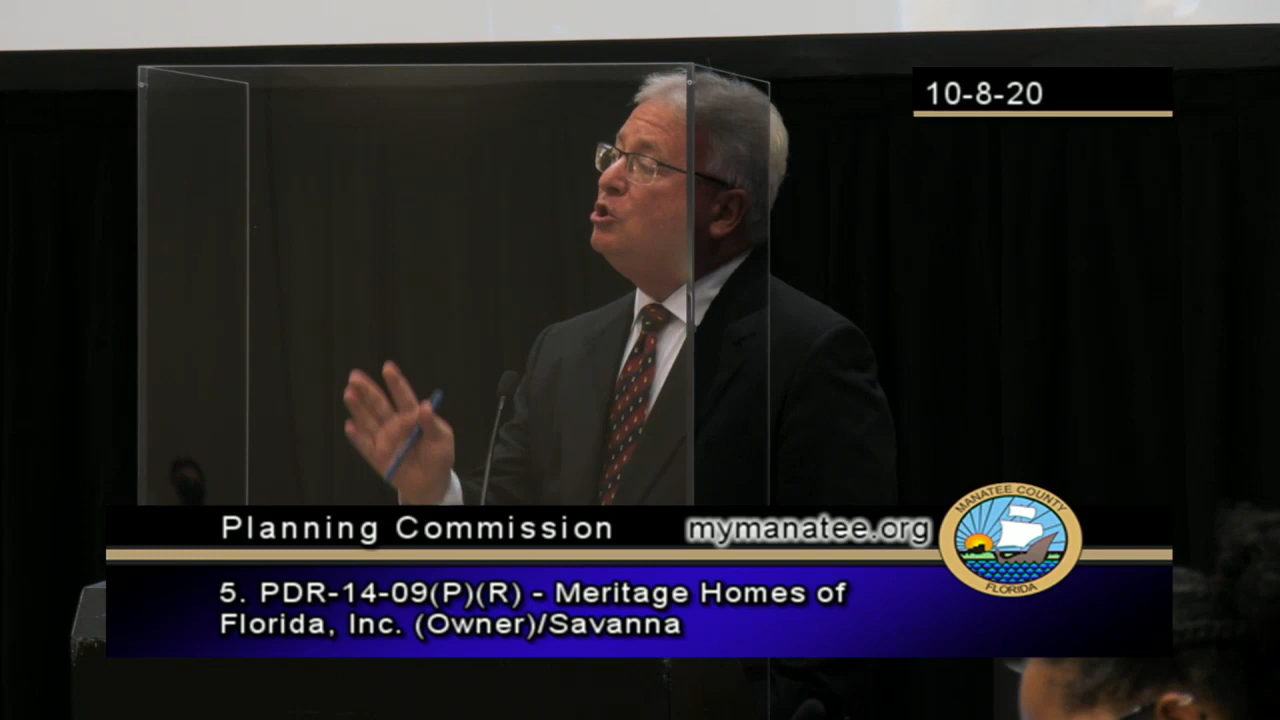 10-8-20
Planning Commission
mymanatee.org
MANATEE COUNTY
FLORIDA
5. PDR-14-09(P)(R) - Meritage Homes of
Florida, Inc. (Owner)/Savanna